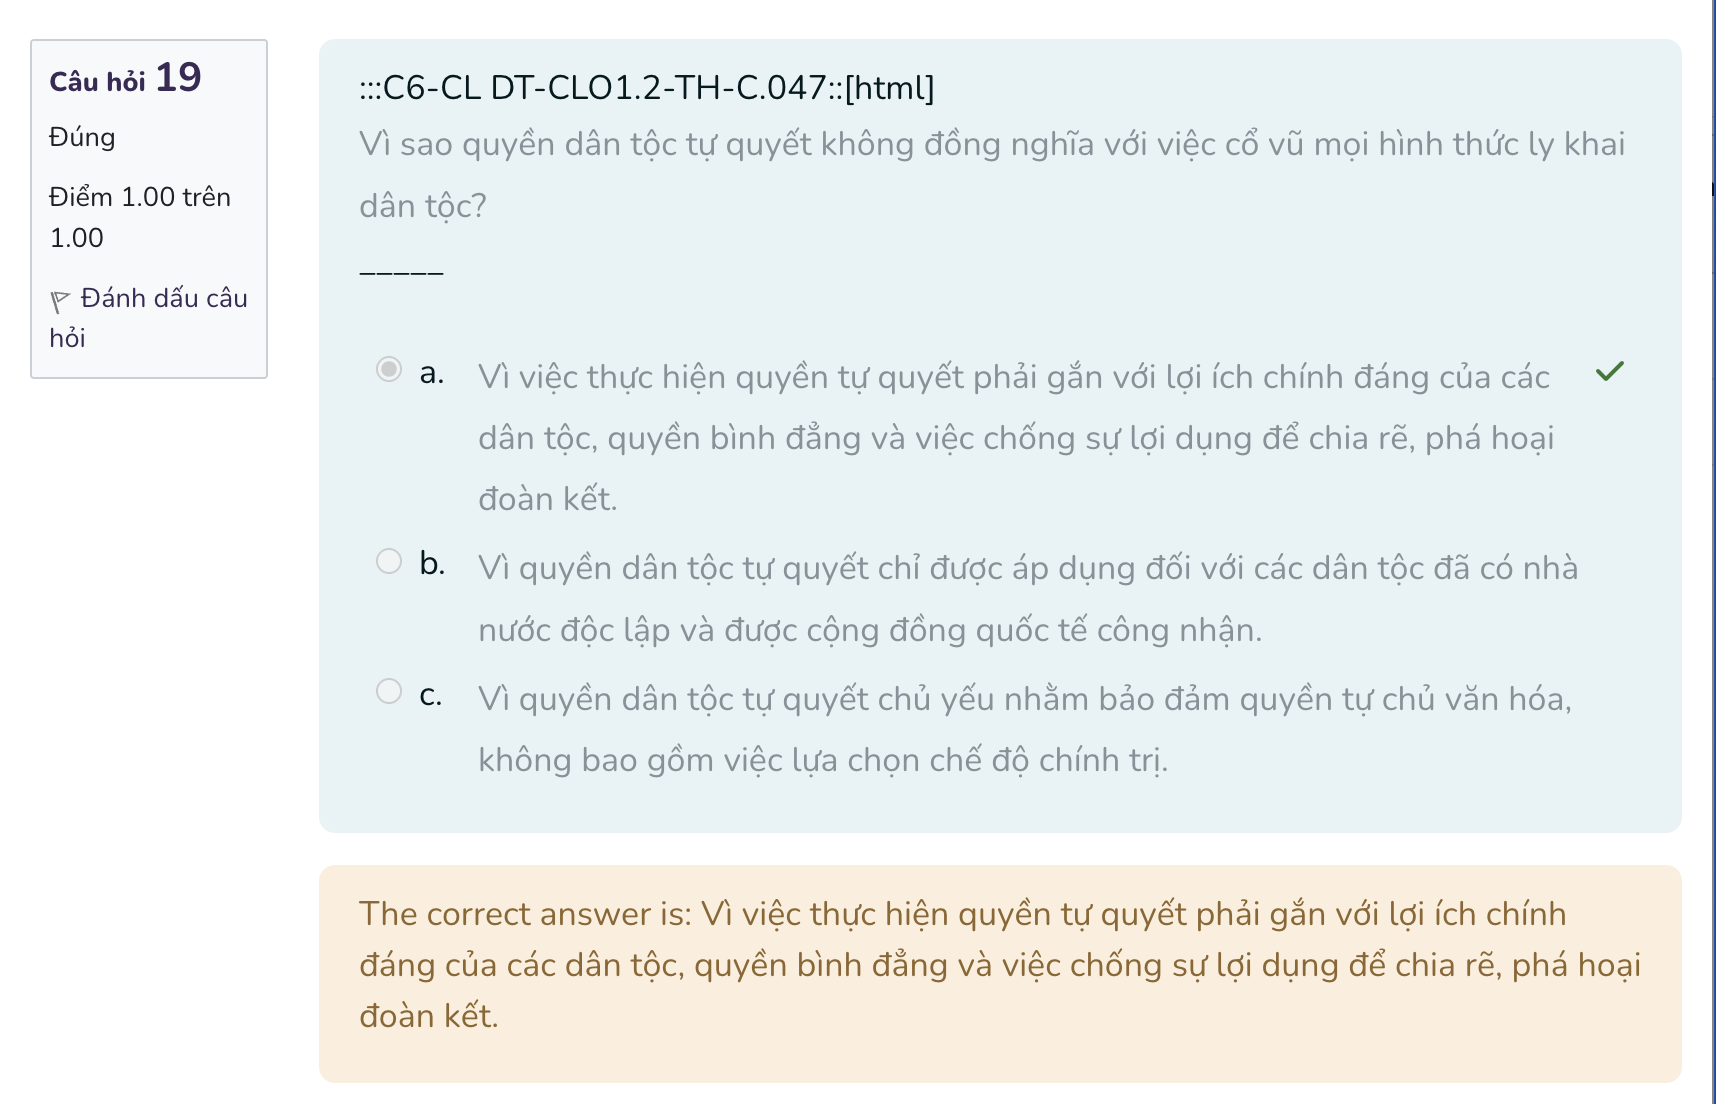 Câu hỏi 19
Đúng
Điểm 1.00 trên
1.00
Đánh dấu câu
hỏi
:::C6-CL DT-CLO1.2-TH-C.047::[html]
Vì sao quyền dân tộc tự quyết không đồng nghĩa với việc cổ vũ mọi hình thức ly khai
dân tộc?
_____
a. Vì việc thực hiện quyền tự quyết phải gắn với lợi ích chính đáng của các
dân tộc, quyền bình đẳng và việc chống sự lợi dụng để chia rẽ, phá hoại
đoàn kết.
b. Vì quyền dân tộc tự quyết chỉ được áp dụng đối với các dân tộc đã có nhà
nước độc lập và được cộng đồng quốc tế công nhận.
c. Vì quyền dân tộc tự quyết chủ yếu nhằm bảo đảm quyền tự chủ văn hóa,
không bao gồm việc lựa chọn chế độ chính trị.
The correct answer is: Vì việc thực hiện quyền tự quyết phải gắn với lợi ích chính
đáng của các dân tộc, quyền bình đẳng và việc chống sự lợi dụng để chia rẽ, phá hoại
đoàn kết.